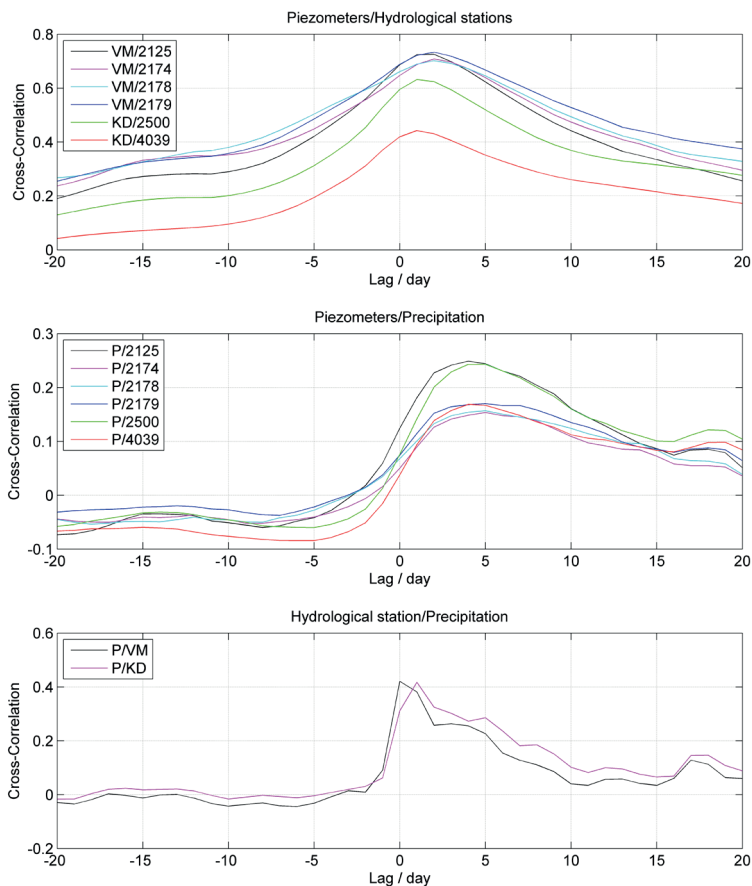 Piezometers/Hydrological stations
0.8
0.6
0.4
0.2
0
Cross-Correlation
VM/2125
VM/2174
VM/2178
VM/2179
KD/2500
KD/4039
-20 -15 -10 -5 0 5 10 15 20
Lag / day
Piezometers/Precipitation
0.3
0.2
0.1
0
-0.1
Cross-Correlation
P/2125
P/2174
P/2178
P/2179
P/2500
P/4039
-20 -15 -10 -5 0 5 10 15 20
Lag / day
Hydrological station/Precipitation
0.6
0.4
0.2
0
-0.2
Cross-Correlation
P/VM
P/KD
-20 -15 -10 -5 0 5 10 15 20
Lag / day